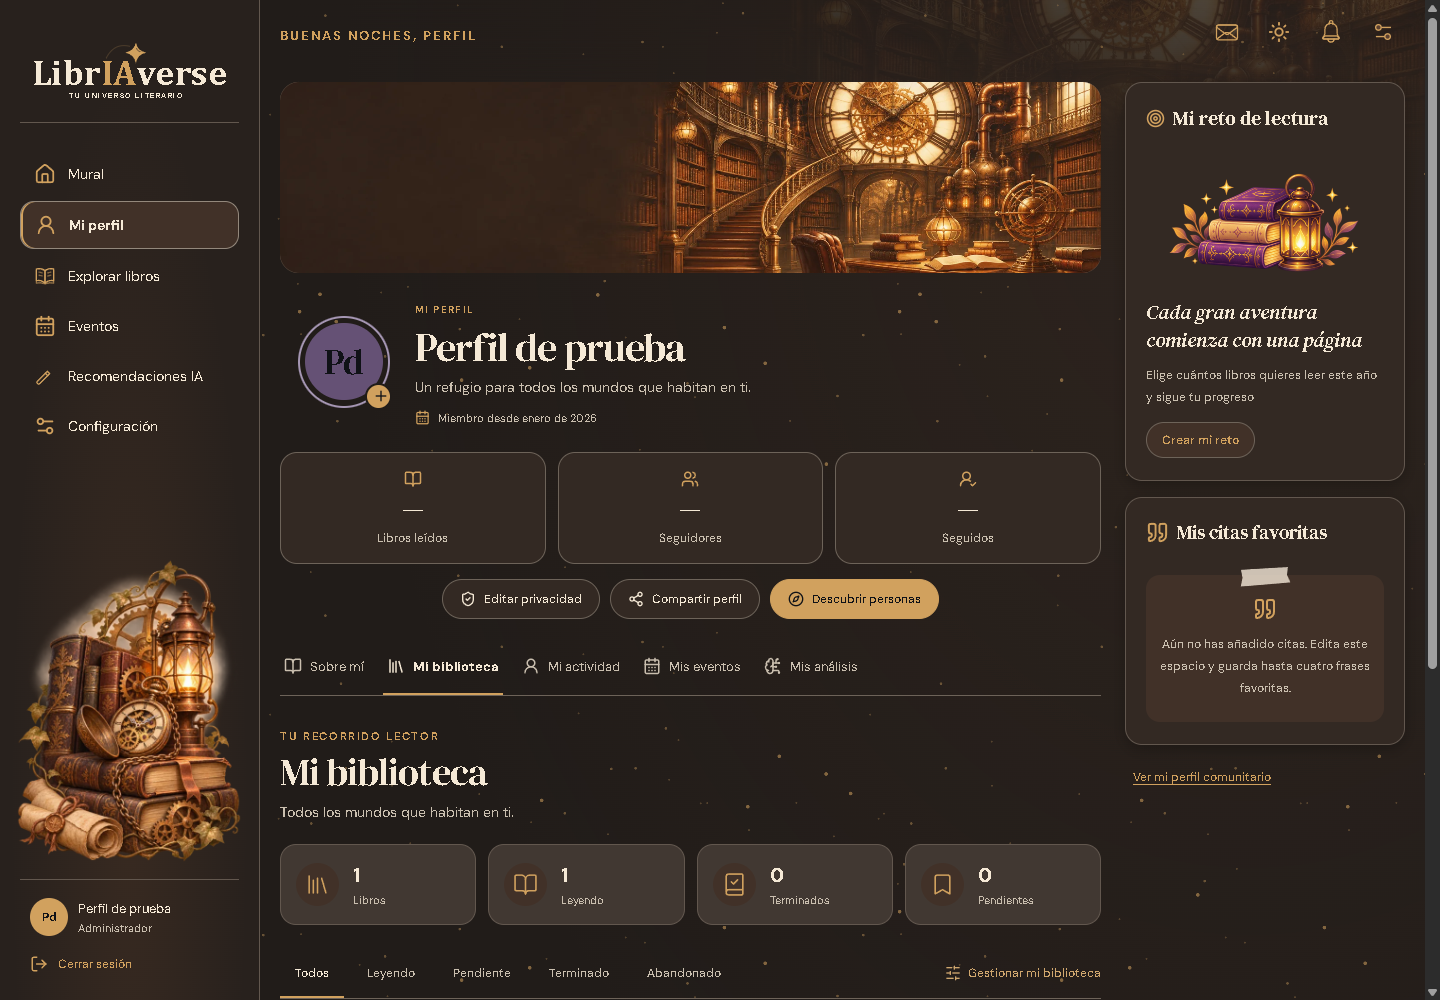 LibrIAverse
TU UNIVERSO LITERARIO
Mural
Mi perfil
Explorar libros
Eventos
Recomendaciones IA
Configuración
Pd
Perfil de prueba
Administrador
Cerrar sesión
BUENAS NOCHES, PERFIL
Pd
MI PERFIL
Perfil de prueba
Un refugio para todos los mundos que habitan en ti.
Miembro desde enero de 2026
—
Libros leídos
—
Seguidores
—
Seguidos
Editar privacidad
Compartir perfil
Descubrir personas
Sobre mí
Mi biblioteca
Mi actividad
Mis eventos
Mis análisis
TU RECORRIDO LECTOR
Mi biblioteca
Todos los mundos que habitan en ti.
1
Libros
1
Leyendo
0
Terminados
0
Pendientes
Todos
Leyendo
Pendiente
Terminado
Abandonado
Gestionar mi biblioteca
Mi reto de lectura
Cada gran aventura
comienza con una página
Elige cuántos libros quieres leer este año
y sigue tu progreso
Crear mi reto
Mis citas favoritas
Aún no has añadido citas. Edita este
espacio y guarda hasta cuatro frases
favoritas.
Ver mi perfil comunitario